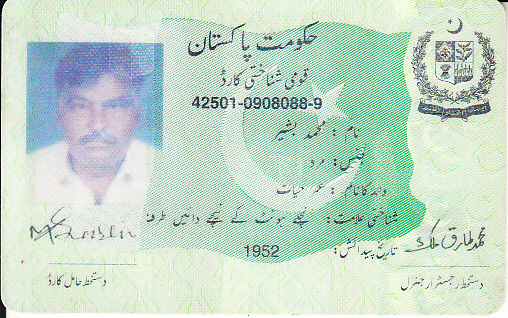 حکومت پاکستان
قومی شناختی کارڈ
42501-0908088-9
نام : محمد بشیر
جنس: مرد
والد کا نام : عمر حیات
شناختی علامت: نچلے ہونٹ کے نیچے دائیں طرف
تاریخ پیدائش: 1952
محمد طارق ملک
دستخط رجسٹرار جنرل
دستخط حامل کارڈ